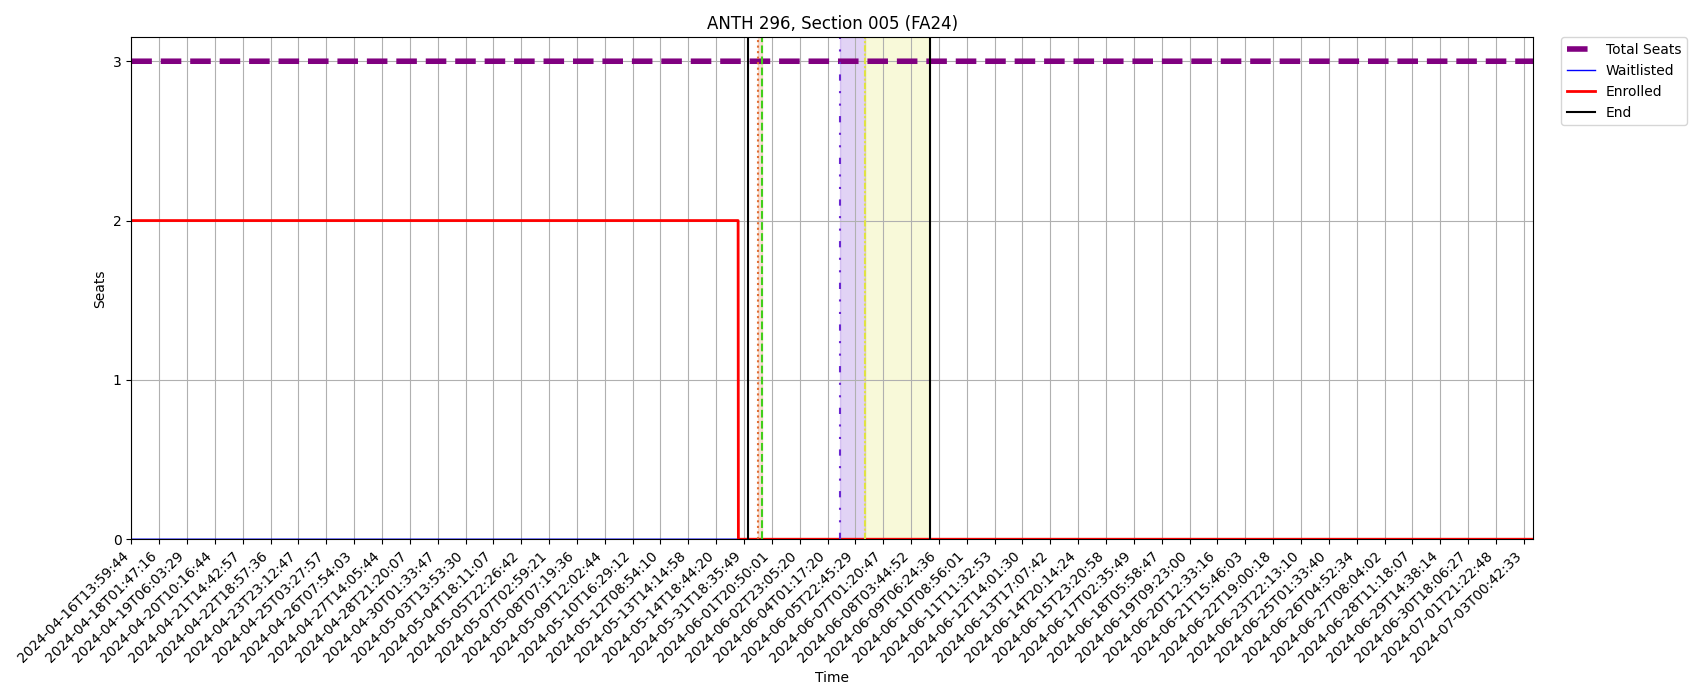 ANTH 296, Section 005 (FA24)
Total Seats
Waitlisted
Enrolled
End
Seats
3
2
1
0
2024-04-16T13:59:44
2024-04-18T01:47:16
2024-04-19T06:03:29
2024-04-20T10:16:44
2024-04-21T14:42:57
2024-04-22T18:57:36
2024-04-23T23:12:47
2024-04-25T03:27:57
2024-04-26T07:54:03
2024-04-27T14:05:44
2024-04-28T21:20:07
2024-04-30T01:33:47
2024-05-03T13:53:30
2024-05-04T18:11:07
2024-05-05T22:26:42
2024-05-07T02:59:21
2024-05-08T07:19:36
2024-05-09T12:02:44
2024-05-10T16:29:12
2024-05-12T08:54:10
2024-05-13T14:14:58
2024-05-14T18:44:20
2024-05-31T18:35:49
2024-06-01T20:50:01
2024-06-02T23:05:20
2024-06-04T01:17:20
2024-06-05T22:45:29
2024-06-07T01:20:47
2024-06-08T03:44:52
2024-06-09T06:24:36
2024-06-10T08:56:01
2024-06-11T11:32:53
2024-06-12T14:01:30
2024-06-13T17:07:42
2024-06-14T20:14:24
2024-06-15T23:20:58
2024-06-17T02:35:49
2024-06-18T05:58:47
2024-06-19T09:23:00
2024-06-20T12:33:16
2024-06-21T15:46:03
2024-06-22T19:00:18
2024-06-23T22:13:10
2024-06-25T01:33:40
2024-06-26T04:52:34
2024-06-27T08:04:02
2024-06-28T11:18:07
2024-06-29T14:38:14
2024-06-30T18:06:27
2024-07-01T21:22:48
2024-07-03T00:42:33
Time